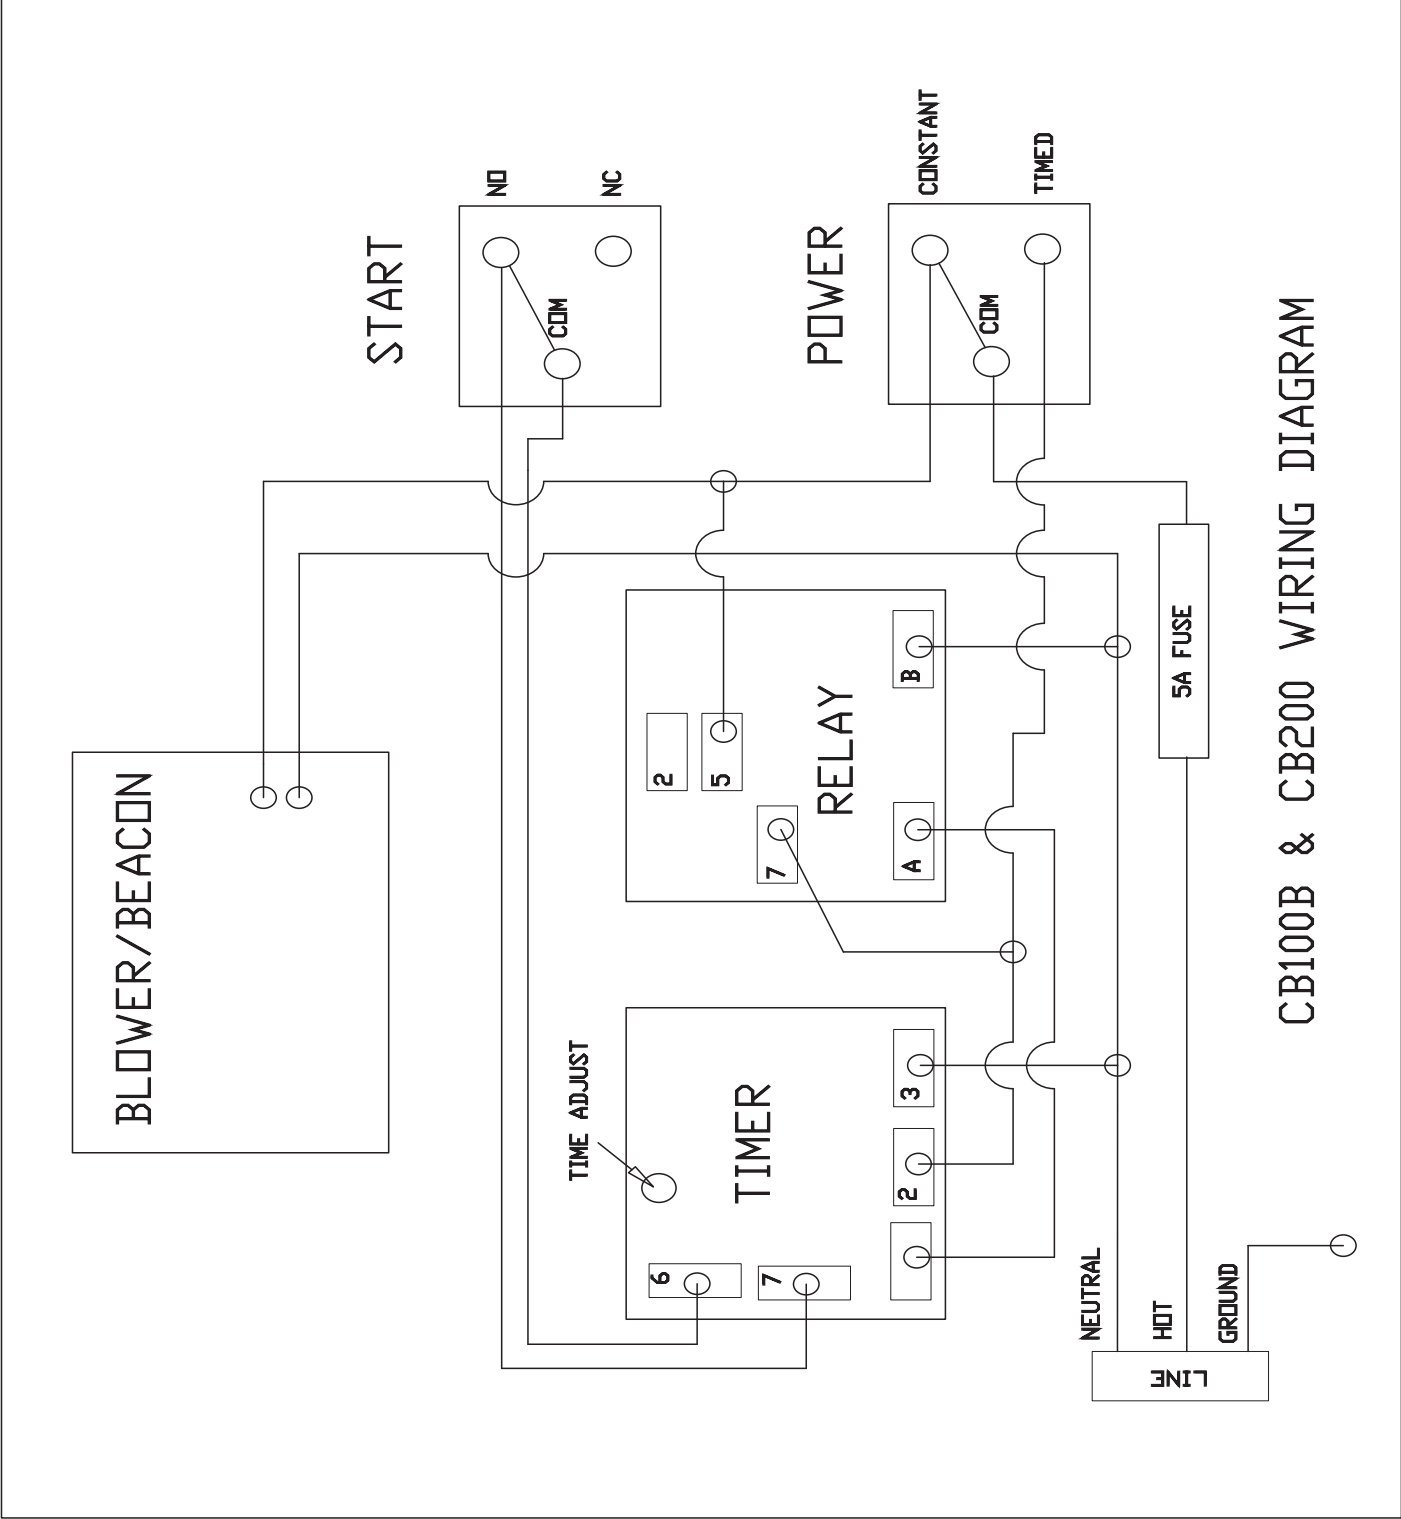 BLOWER/BEACON
START
NO
NC
COM
POWER
CONSTANT
TIMED
COM
RELAY
2
5
7
A
B
TIMER
TIME ADJUST
6
7
2
3
5A FUSE
NEUTRAL
HOT
GROUND
LINE
CB100B & CB200 WIRING DIAGRAM